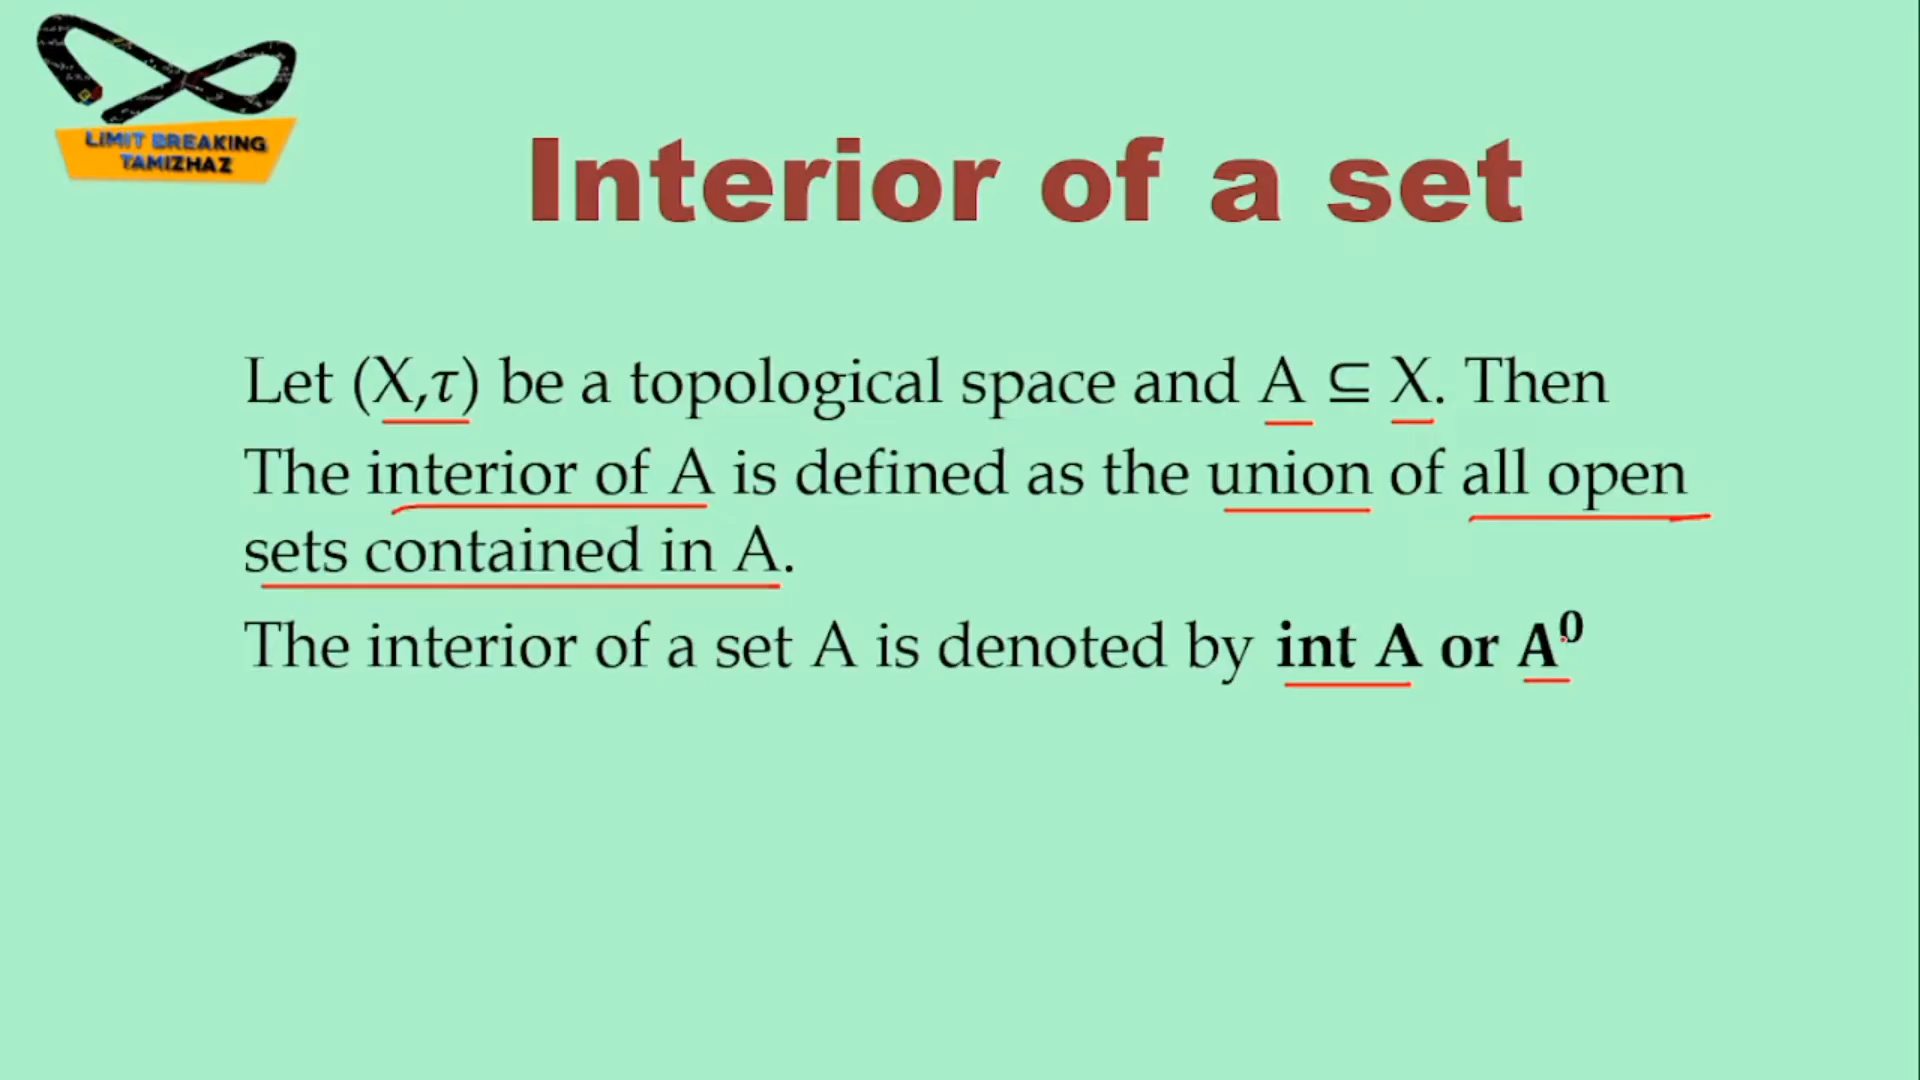 LIMIT BREAKING
TAMIZHAZ
Interior of a set
Let (X,τ) be a topological space and A ⊆ X. Then
The interior of A is defined as the union of all open
sets contained in A.
The interior of a set A is denoted by int A or A⁰